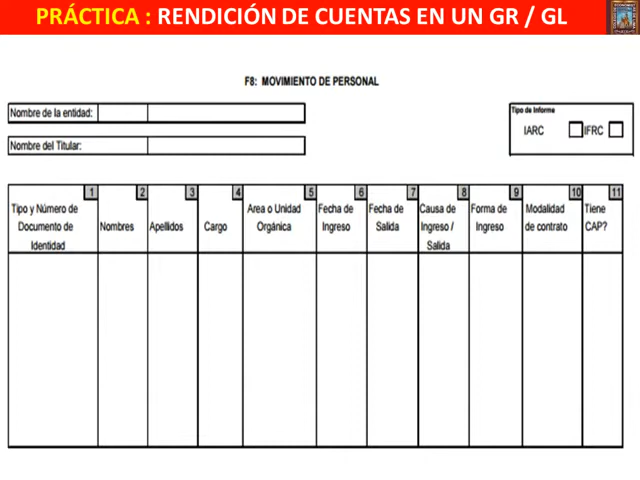 PRÁCTICA : RENDICIÓN DE CUENTAS EN UN GR / GL
F8: MOVIMIENTO DE PERSONAL
Nombre de la entidad:
Nombre del Titular:
Tipo de Informe
IARC
IFRC
1 2 3 4 5 6 7 8 9 10 11
Tipo y Número de
Documento de
Identidad
Nombres
Apellidos
Cargo
Area o Unidad
Orgánica
Fecha de
Ingreso
Fecha de
Salida
Causa de
Ingreso /
Salida
Forma de
Ingreso
Modalidad
de contrato
Tiene
CAP?